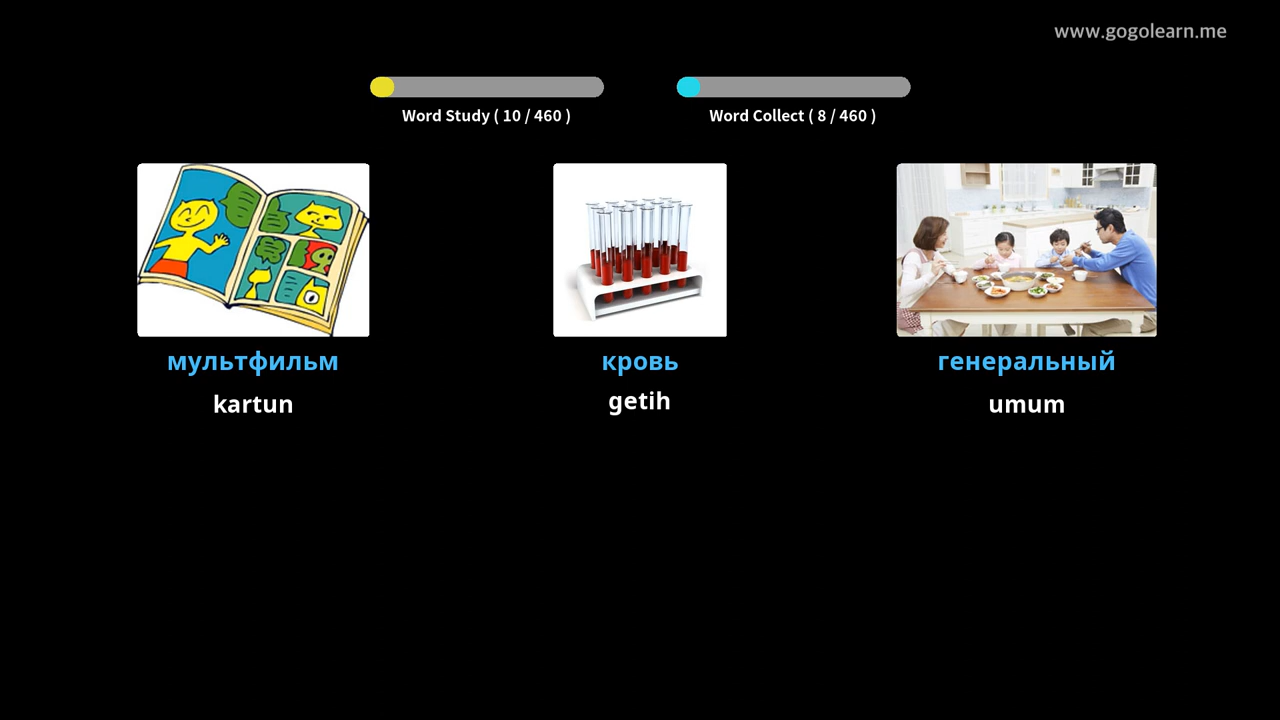 www.gogolearn.me
Word Study ( 10 / 460 )
Word Collect ( 8 / 460 )
мультфильм
кровь
генеральный
kartun
getih
umum